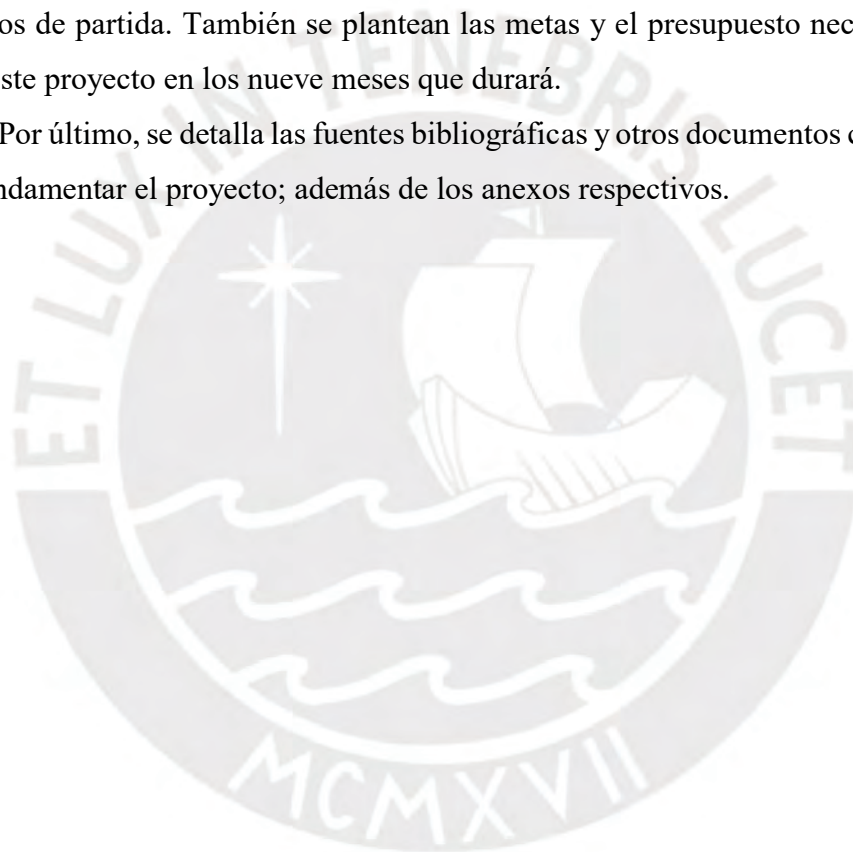 os de partida. También se plantean las metas y el presupuesto nec
ste proyecto en los nueve meses que durará.
Por último, se detalla las fuentes bibliográficas y otros documentos
ndamentar el proyecto; además de los anexos respectivos.
ET LUX IN TENEBRIS LUCET
MCMXVII